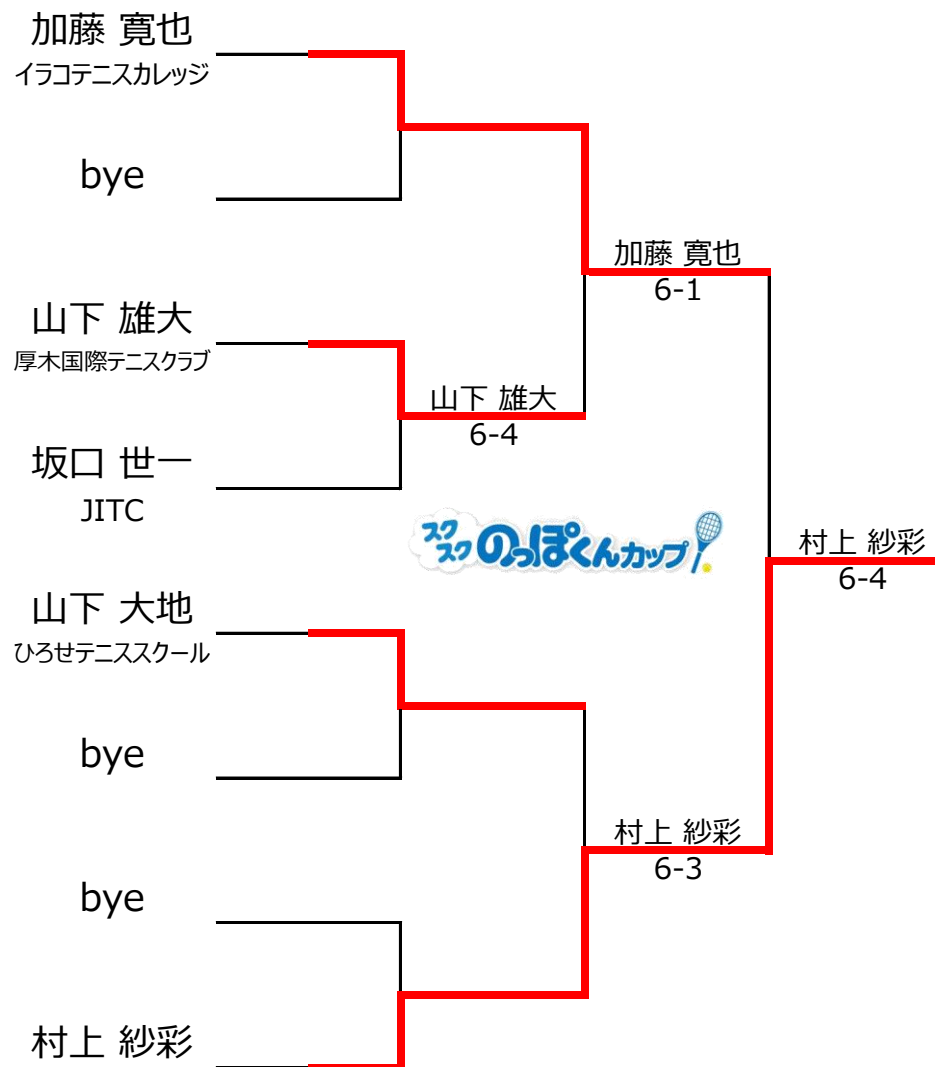 加藤 寛也
イラコテニスカレッジ
bye
加藤 寛也
6-1
山下 雄大
厚木国際テニスクラブ
山下 雄大
6-4
坂口 世一
JITC
スクスクのっぽくんカップ
村上 紗彩
6-4
山下 大地
ひろせテニススクール
bye
村上 紗彩
6-3
bye
村上 紗彩